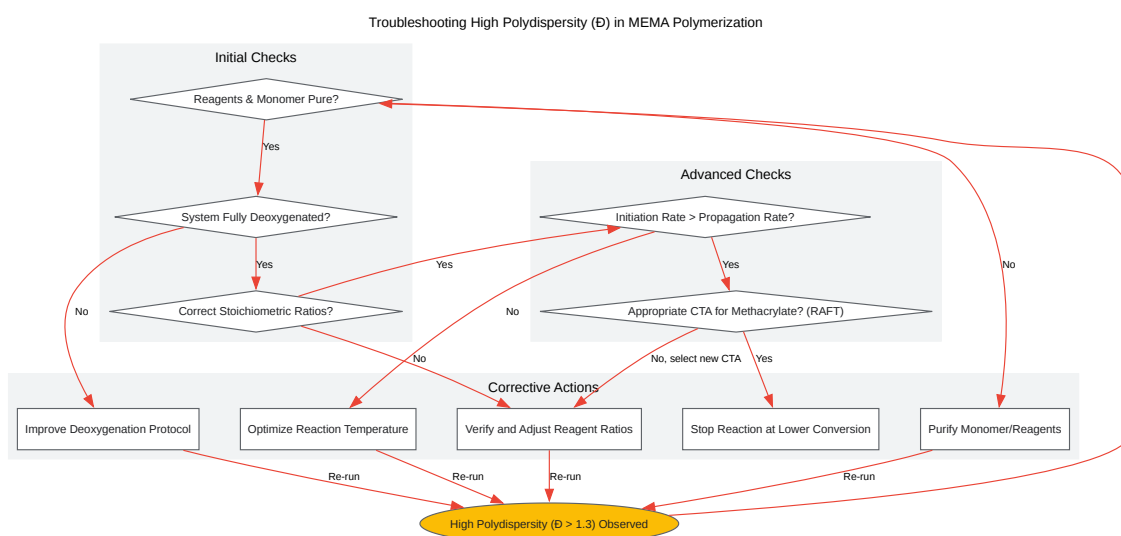 Troubleshooting High Polydispersity (Đ) in MEMA Polymerization
Initial Checks
Reagents & Monomer Pure?
Yes
Advanced Checks
System Fully Deoxygenated?
Initiation Rate > Propagation Rate?
Yes
Yes
Yes
No
No
Correct Stoichiometric Ratios?
Appropriate CTA for Methacrylate? (RAFT)
No
No
No, select new CTA
Yes
Corrective Actions
Improve Deoxygenation Protocol
Optimize Reaction Temperature
Verify and Adjust Reagent Ratios
Stop Reaction at Lower Conversion
Purify Monomer/Reagents
Re-run
Re-run
Re-run
Re-run
High Polydispersity (Đ > 1.3) Observed